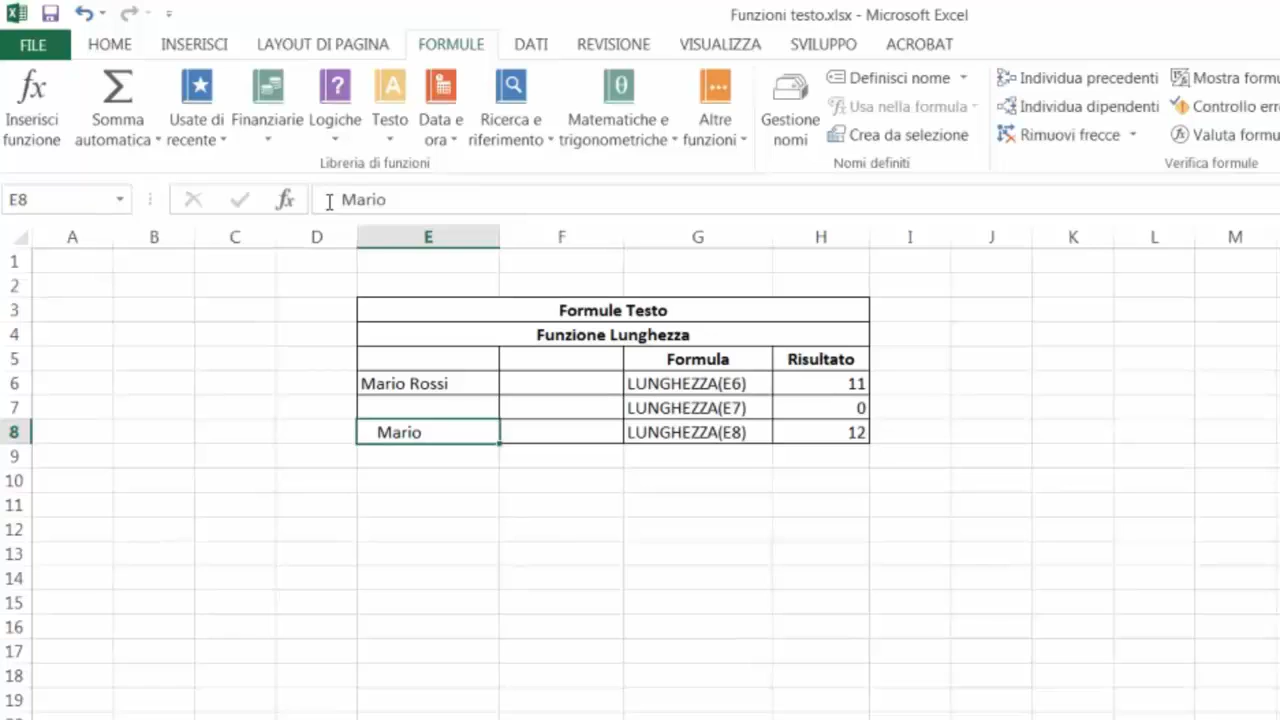 Funzioni testo.xlsx - Microsoft Excel
FILE HOME INSERISCI LAYOUT DI PAGINA FORMULE DATI REVISIONE VISUALIZZA SVILUPPO ACROBAT
fx Inserisci funzione
Σ Somma automatica
Usate di recente
Finanziarie
? Logiche
A Testo
Data e ora
Ricerca e riferimento
θ Matematiche e trigonometriche
Altre funzioni
Libreria di funzioni
Gestione nomi
Definisci nome
Usa nella formula
Crea da selezione
Nomi definiti
Individua precedenti
Individua dipendenti
Rimuovi frecce
Mostra formu
Controllo err
Valuta formu
Verifica formule
E8 fx Mario
A B C D E F G H I J K L M
1
2
3 Formule Testo
4 Funzione Lunghezza
5 Formula Risultato
6 Mario Rossi LUNGHEZZA(E6) 11
7 LUNGHEZZA(E7) 0
8 Mario LUNGHEZZA(E8) 12
9
10
11
12
13
14
15
16
17
18
19